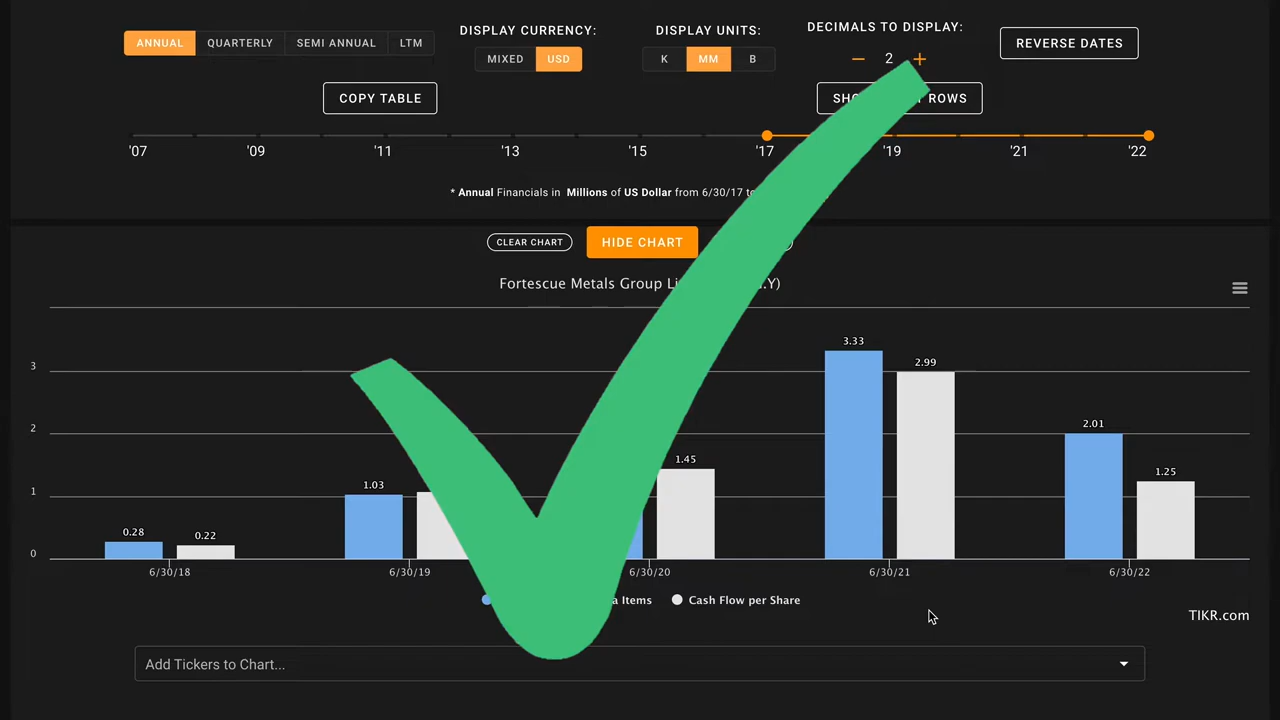 ANNUAL QUARTERLY SEMI ANNUAL LTM
DISPLAY CURRENCY:
MIXED USD
DISPLAY UNITS:
K MM B
DECIMALS TO DISPLAY:
2
REVERSE DATES
COPY TABLE
ROWS
'07 '09 '11 '13 '15 '17 '19 '21 '22
* Annual Financials in Millions of US Dollar from 6/30/17
CLEAR CHART
HIDE CHART
Fortescue Metals Group
3
2
1
0
0.28 0.22
1.03
1.45
3.33 2.99
2.01 1.25
6/30/18 6/30/19 6/30/20 6/30/21 6/30/22
Items
Cash Flow per Share
TIKR.com
Add Tickers to Chart...